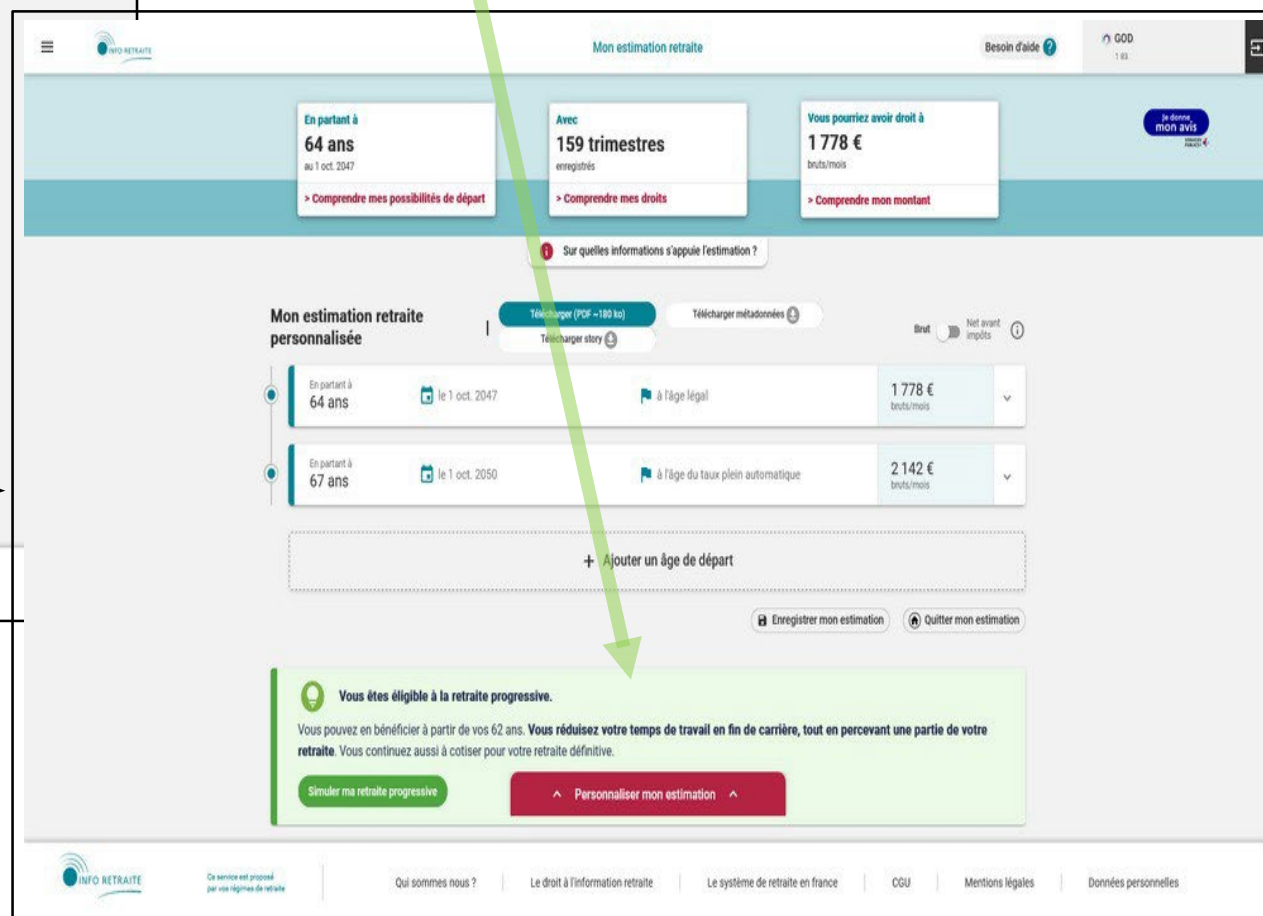 INFO RETRAITE
Mon estimation retraite
Besoin d'aide ?
GOD
1 83
En partant à
64 ans
au 1 oct. 2047
> Comprendre mes possibilités de départ
Avec
159 trimestres
enregistrés
> Comprendre mes droits
Vous pourriez avoir droit à
1 778 €
bruts/mois
> Comprendre mon montant
Je donne
mon avis
Sur quelles informations s'appuie l'estimation ?
Mon estimation retraite
personnalisée
Télécharger (PDF ~180 ko)
Télécharger métadonnées
Télécharger story
Brut
Net avant
impôts
En partant à
64 ans
le 1 oct. 2047
à l'âge légal
1 778 €
bruts/mois
En partant à
67 ans
le 1 oct. 2050
à l'âge du taux plein automatique
2 142 €
bruts/mois
+ Ajouter un âge de départ
Enregistrer mon estimation
Quitter mon estimation
Vous êtes éligible à la retraite progressive.
Vous pouvez en bénéficier à partir de vos 62 ans. Vous réduisez votre temps de travail en fin de carrière, tout en percevant une partie de votre
retraite. Vous continuez aussi à cotiser pour votre retraite définitive.
Simuler ma retraite progressive
Personnaliser mon estimation
INFO RETRAITE
Ce service est proposé
par vos régimes de retraite
Qui sommes nous ?
Le droit à l'information retraite
Le système de retraite en france
CGU
Mentions légales
Données personnelles